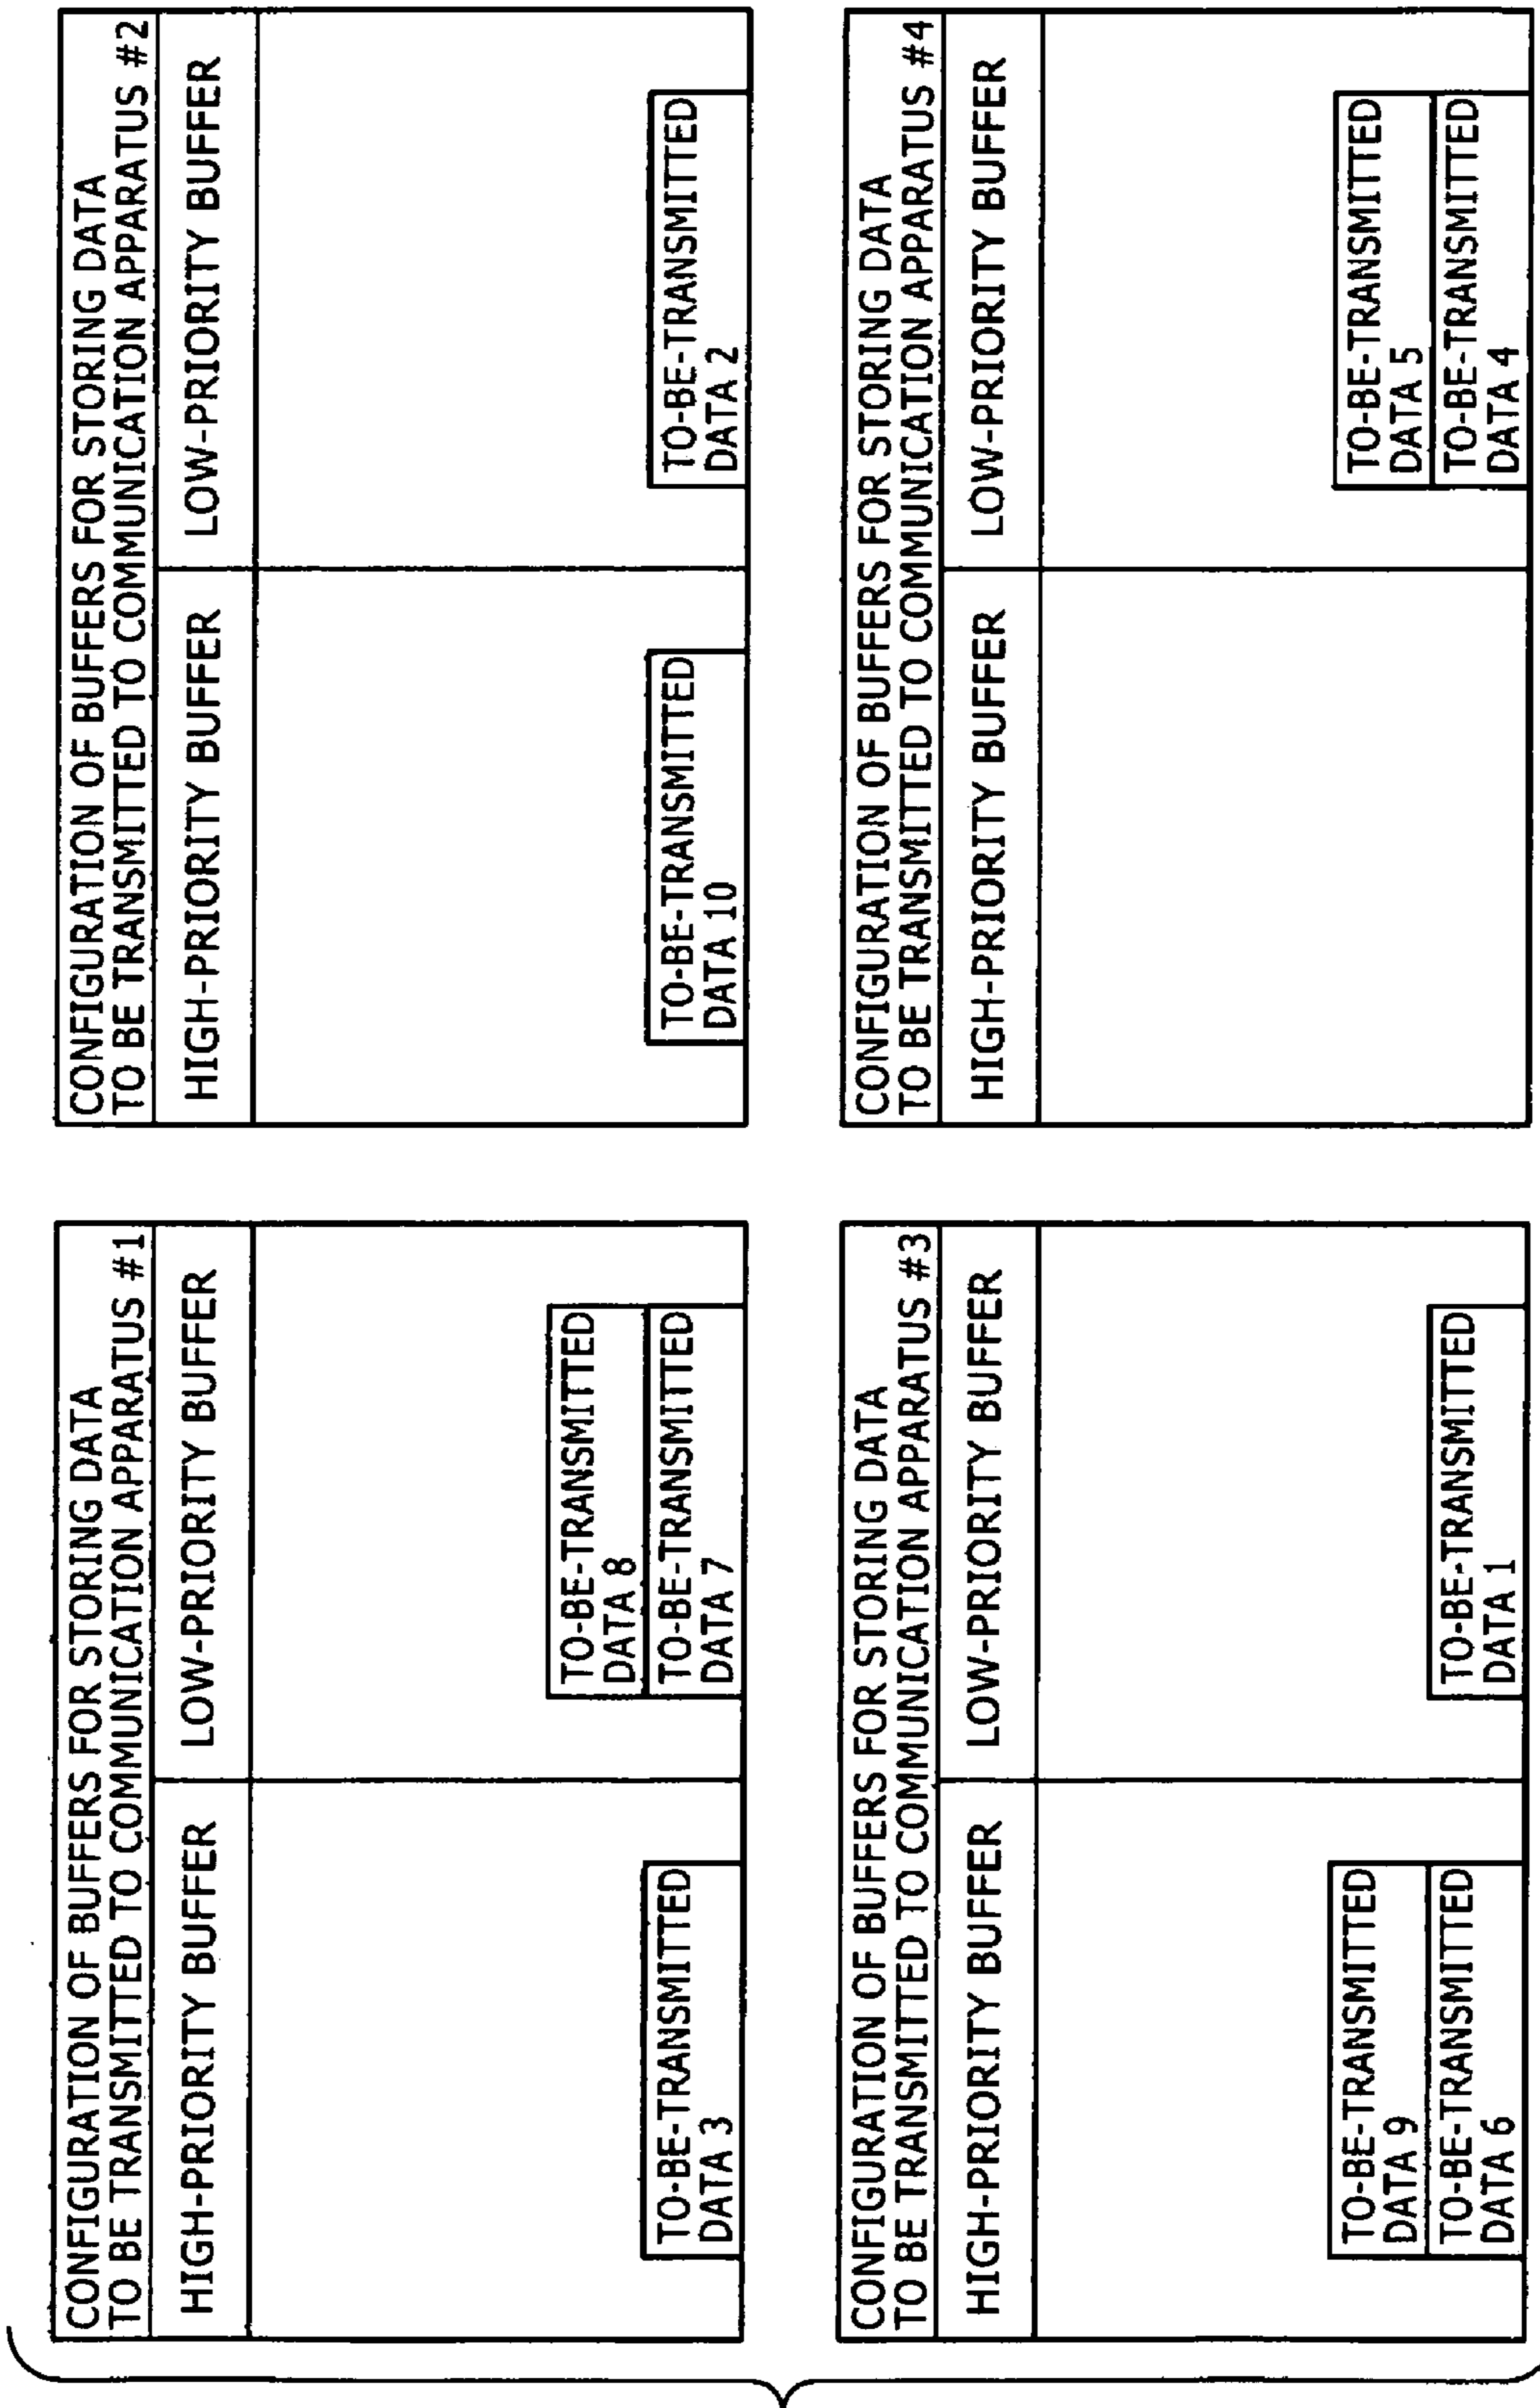 CONFIGURATION OF BUFFERS FOR STORING DATA
TO BE TRANSMITTED TO COMMUNICATION APPARATUS #1
HIGH-PRIORITY BUFFER
LOW-PRIORITY BUFFER
TO-BE-TRANSMITTED
DATA 3
TO-BE-TRANSMITTED
DATA 8
TO-BE-TRANSMITTED
DATA 7
CONFIGURATION OF BUFFERS FOR STORING DATA
TO BE TRANSMITTED TO COMMUNICATION APPARATUS #2
HIGH-PRIORITY BUFFER
LOW-PRIORITY BUFFER
TO-BE-TRANSMITTED
DATA 10
TO-BE-TRANSMITTED
DATA 2
CONFIGURATION OF BUFFERS FOR STORING DATA
TO BE TRANSMITTED TO COMMUNICATION APPARATUS #3
HIGH-PRIORITY BUFFER
LOW-PRIORITY BUFFER
TO-BE-TRANSMITTED
DATA 9
TO-BE-TRANSMITTED
DATA 6
TO-BE-TRANSMITTED
DATA 1
CONFIGURATION OF BUFFERS FOR STORING DATA
TO BE TRANSMITTED TO COMMUNICATION APPARATUS #4
HIGH-PRIORITY BUFFER
LOW-PRIORITY BUFFER
TO-BE-TRANSMITTED
DATA 5
TO-BE-TRANSMITTED
DATA 4